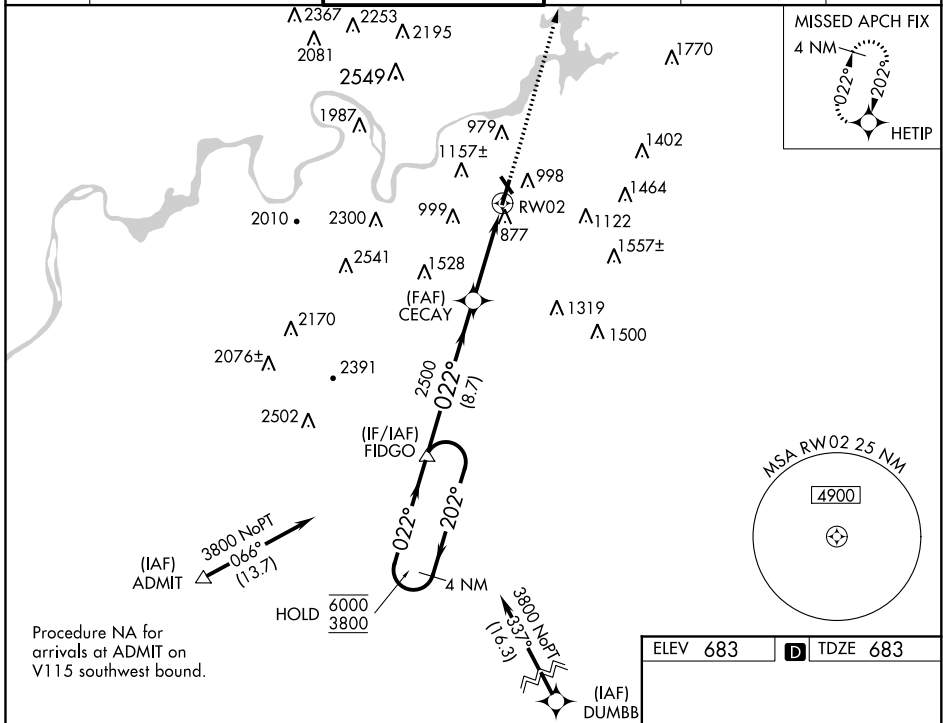 2367
2253
2195
2081
2549
1770
MISSED APCH FIX
4 NM
022°
202°
HETIP
1987
979
1157±
1402
998
1464
RW02
2010
2300
999
877
1122
1557±
2541
1528
(FAF)
CECAY
1319
1500
2170
2076±
2391
2500
022°
(8.7)
2502
(IF/IAF)
FIDGO
MSA RW02 25 NM
4900
022°
202°
3800 NoPT
066°
(13.7)
(IAF)
ADMIT
4 NM
HOLD 6000
3800
3800 NoPT
337°
(16.3)
(IAF)
DUMBB
Procedure NA for
arrivals at ADMIT on
V115 southwest bound.
ELEV 683 D TDZE 683